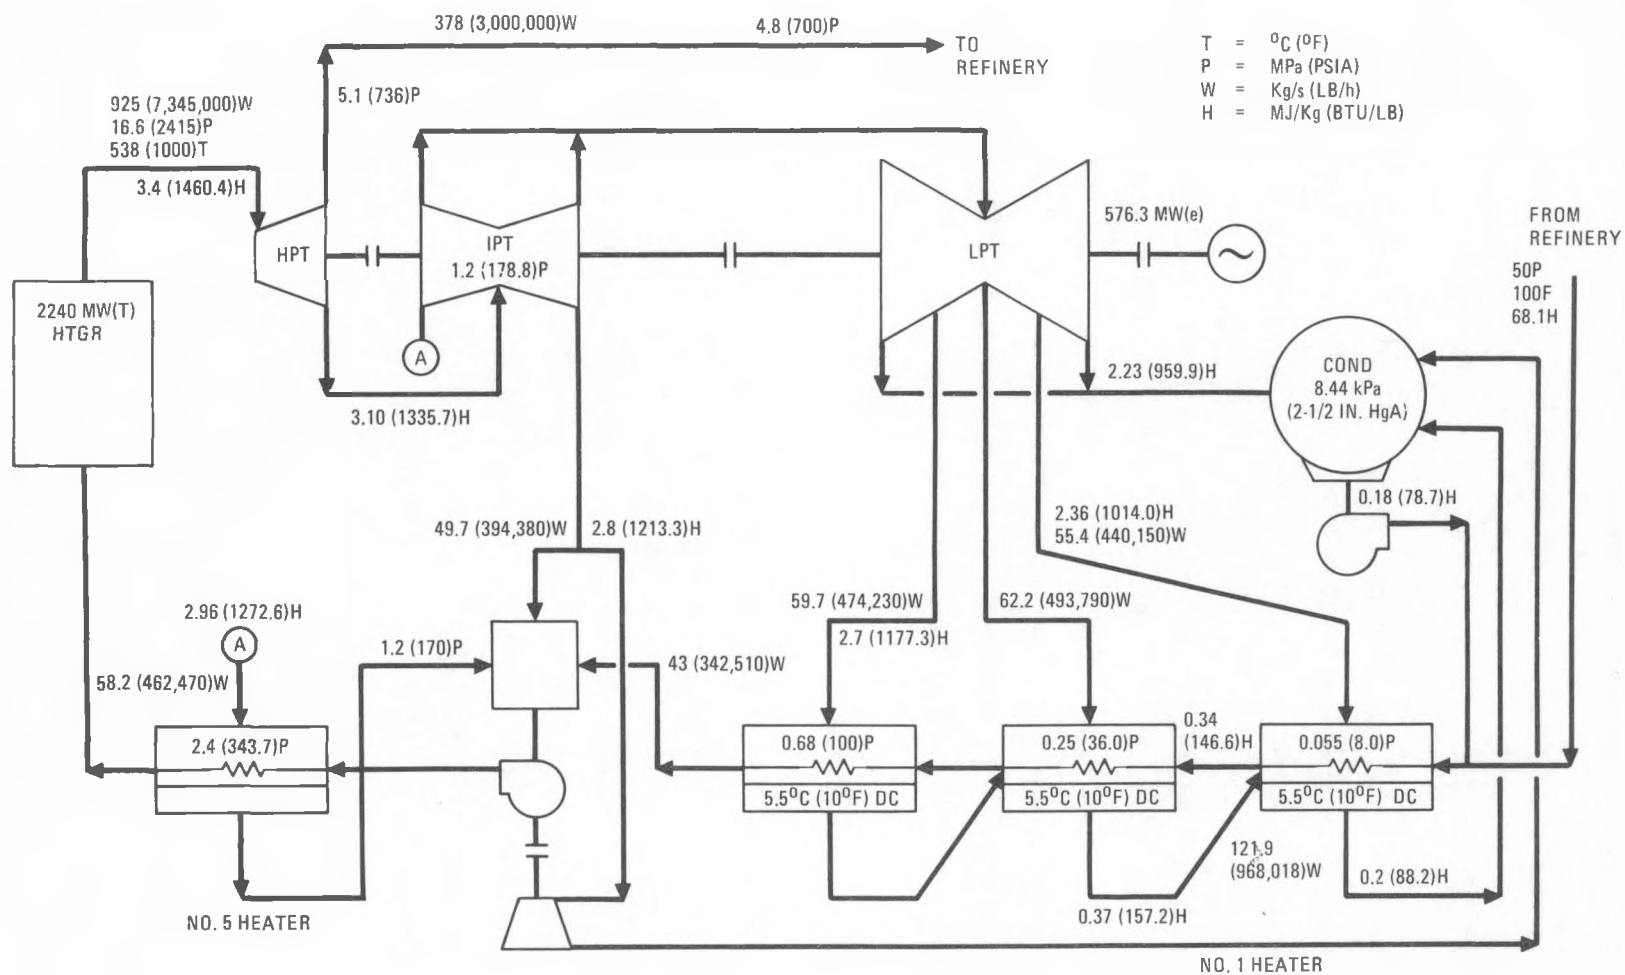 378 (3,000,000)W
4.8 (700)P
TO
REFINERY
T = ⁰C (⁰F)
P = MPa (PSIA)
W = Kg/s (LB/h)
H = MJ/Kg (BTU/LB)
5.1 (736)P
925 (7,345,000)W
16.6 (2415)P
538 (1000)T
3.4 (1460.4)H
HPT
IPT
1.2 (178.8)P
LPT
576.3 MW(e)
FROM
REFINERY
50P
100F
68.1H
2240 MW(T)
HTGR
A
3.10 (1335.7)H
2.23 (959.9)H
COND
8.44 kPa
(2-1/2 IN. HgA)
0.18 (78.7)H
49.7 (394,380)W
2.8 (1213.3)H
2.36 (1014.0)H
55.4 (440,150)W
2.96 (1272.6)H
A
59.7 (474,230)W
62.2 (493,790)W
2.7 (1177.3)H
1.2 (170)P
43 (342,510)W
58.2 (462,470)W
2.4 (343.7)P
0.68 (100)P
0.25 (36.0)P
0.34
(146.6)H
0.055 (8.0)P
5.5⁰C (10⁰F) DC
5.5⁰C (10⁰F) DC
5.5⁰C (10⁰F) DC
121.9
(968,018)W
0.2 (88.2)H
0.37 (157.2)H
NO. 5 HEATER
NO. 1 HEATER